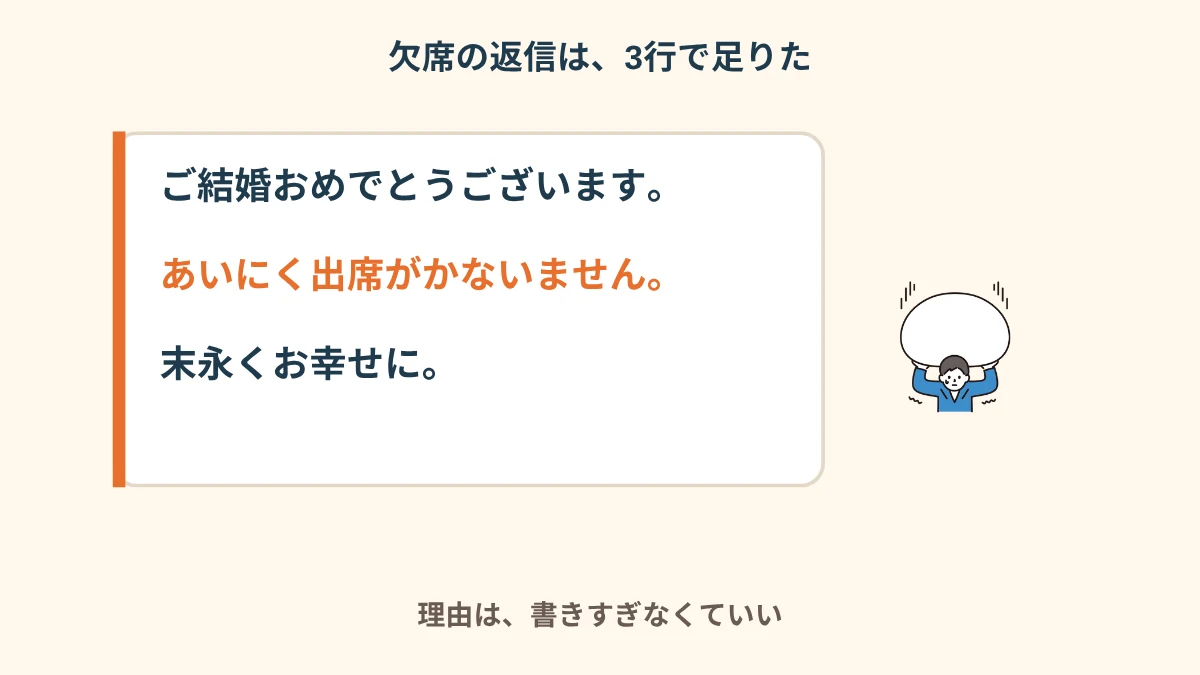 欠席の返信は、3行で足りた
ご結婚おめでとうございます。
あいにく出席がかないません。
末永くお幸せに。
理由は、書きすぎなくていい